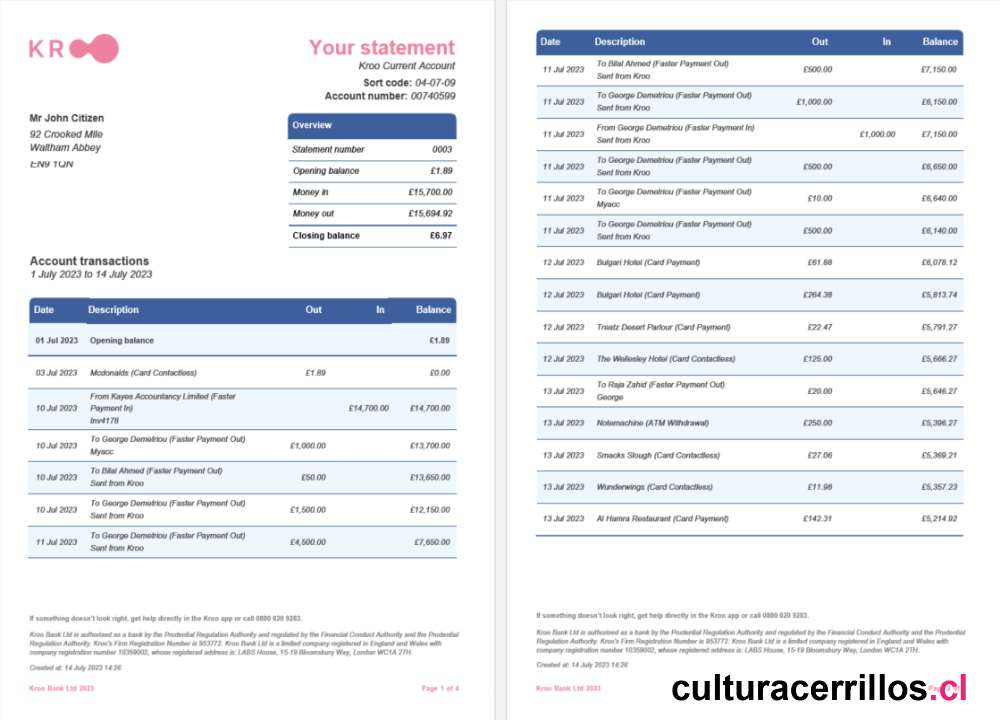 KR
Your statement
Kroo Current Account
Sort code: 04-07-09
Account number: 00740599
Mr John Citizen
92 Crooked Mile
Waltham Abbey
EN9 1QN
Overview
Statement number 0003
Opening balance £1.89
Money in £15,700.00
Money out £15,694.92
Closing balance £6.97
Account transactions
1 July 2023 to 14 July 2023
Date Description Out In Balance
01 Jul 2023 Opening balance £1.89
03 Jul 2023 Mcdonalds (Card Contactless) £1.89 £0.00
From Kayes Accountancy Limited (Faster
10 Jul 2023 Payment In) £14,700.00 £14,700.00
Inv4178
10 Jul 2023 To George Demetriou (Faster Payment Out) £1,000.00 £13,700.00
Myacc
10 Jul 2023 To Bilal Ahmed (Faster Payment Out) £50.00 £13,650.00
Sent from Kroo
10 Jul 2023 To George Demetriou (Faster Payment Out) £1,500.00 £12,150.00
Sent from Kroo
11 Jul 2023 To George Demetriou (Faster Payment Out) £4,500.00 £7,650.00
Sent from Kroo
If something doesn't look right, get help directly in the Kroo app or call 0800 020 9283.
Kroo Bank Ltd is authorised as a bank by the Prudential Regulation Authority and regulated by the Financial Conduct Authority and the Prudential
Regulation Authority. Kroo's Firm Registration Number is 953772. Kroo Bank Ltd is a limited company registered in England and Wales with
company registration number 10359002, whose registered address is: LABS House, 15-19 Bloomsbury Way, London WC1A 2TH.
Created at: 14 July 2023 14:26
Kroo Bank Ltd 2023 Page 1 of 4
Date Description Out In Balance
11 Jul 2023 To Bilal Ahmed (Faster Payment Out) £500.00 £7,150.00
Sent from Kroo
11 Jul 2023 To George Demetriou (Faster Payment Out) £1,000.00 £6,150.00
Sent from Kroo
11 Jul 2023 From George Demetriou (Faster Payment In) £1,000.00 £7,150.00
Sent from Kroo
11 Jul 2023 To George Demetriou (Faster Payment Out) £500.00 £6,650.00
Sent from Kroo
11 Jul 2023 To George Demetriou (Faster Payment Out) £10.00 £6,640.00
Myacc
11 Jul 2023 To George Demetriou (Faster Payment Out) £500.00 £6,140.00
Sent from Kroo
12 Jul 2023 Bulgari Hotel (Card Payment) £61.88 £6,078.12
12 Jul 2023 Bulgari Hotel (Card Payment) £264.38 £5,813.74
12 Jul 2023 Treatz Desert Parlour (Card Payment) £22.47 £5,791.27
12 Jul 2023 The Wellesley Hotel (Card Contactless) £125.00 £5,666.27
13 Jul 2023 To Raja Zahid (Faster Payment Out) £20.00 £5,646.27
George
13 Jul 2023 Notemachine (ATM Withdrawal) £250.00 £5,396.27
13 Jul 2023 Smacks Slough (Card Contactless) £27.06 £5,369.21
13 Jul 2023 Wunderwings (Card Contactless) £11.98 £5,357.23
13 Jul 2023 Al Hamra Restaurant (Card Payment) £142.31 £5,214.92
If something doesn't look right, get help directly in the Kroo app or call 0800 020 9283.
Kroo Bank Ltd is authorised as a bank by the Prudential Regulation Authority and regulated by the Financial Conduct Authority and the Prudential
Regulation Authority. Kroo's Firm Registration Number is 953772. Kroo Bank Ltd is a limited company registered in England and Wales with
company registration number 10359002, whose registered address is: LABS House, 15-19 Bloomsbury Way, London WC1A 2TH.
Created at: 14 July 2023 14:26
Kroo Bank Ltd 2023
culturacerrillos.cl